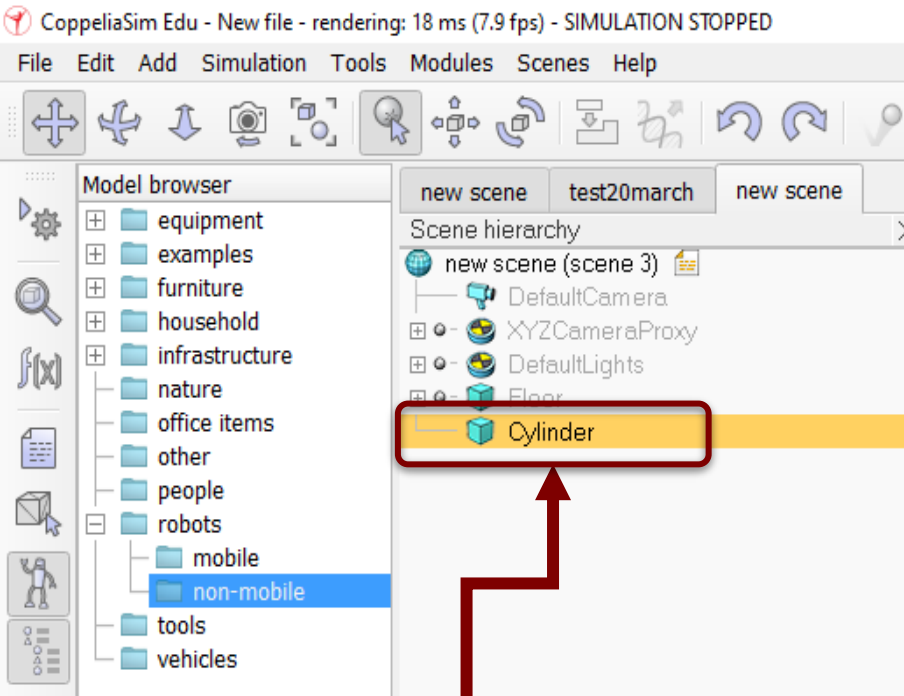 CoppeliaSim Edu - New file - rendering: 18 ms (7.9 fps) - SIMULATION STOPPED
File Edit Add Simulation Tools Modules Scenes Help
Model browser
equipment
examples
furniture
household
infrastructure
nature
office items
other
people
robots
mobile
non-mobile
tools
vehicles
new scene test20march new scene
Scene hierarchy
new scene (scene 3)
DefaultCamera
XYZCameraProxy
DefaultLights
Floor
Cylinder
f(x)